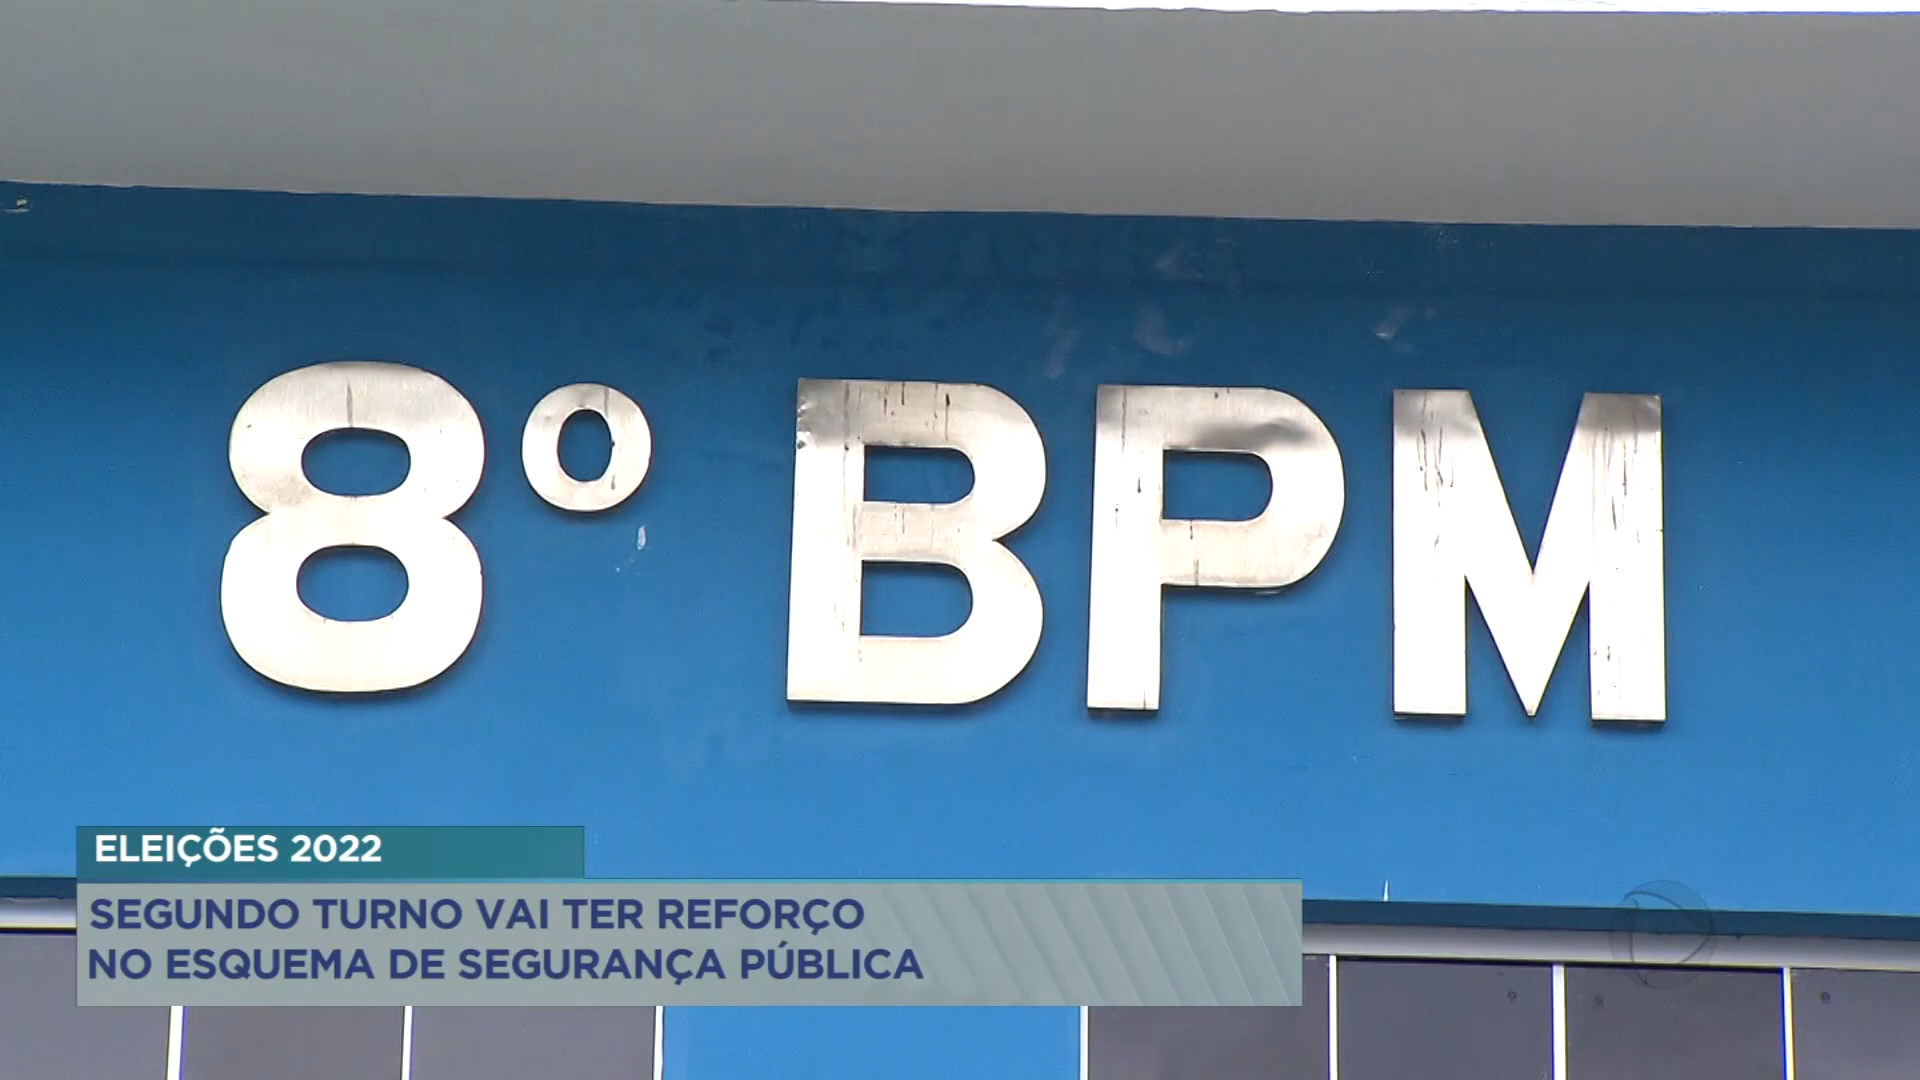 8º BPM
ELEIÇÕES 2022
SEGUNDO TURNO VAI TER REFORÇO
NO ESQUEMA DE SEGURANÇA PÚBLICA